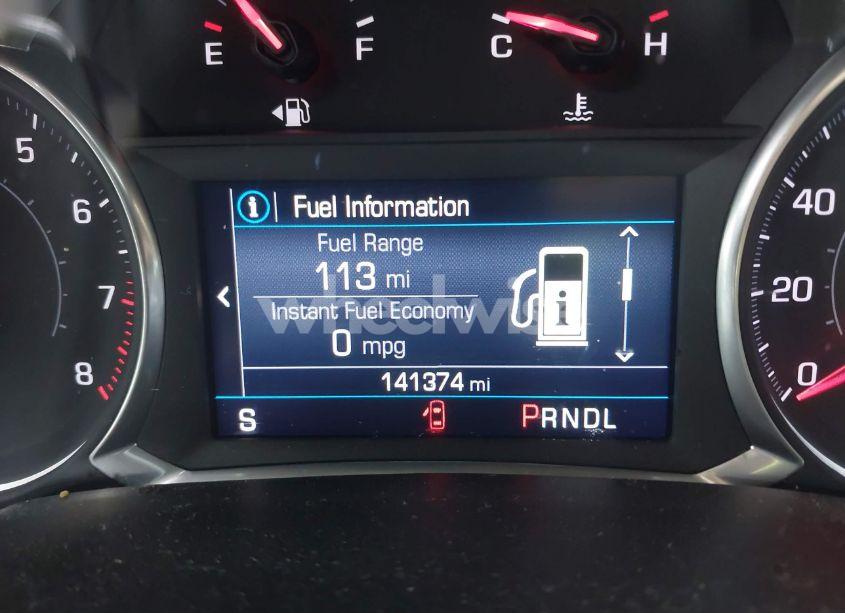 E F C H
5
6
7
8
Fuel Information
Fuel Range
113 mi
Instant Fuel Economy
0 mpg
141374 mi
S PRNDL
40
20
0